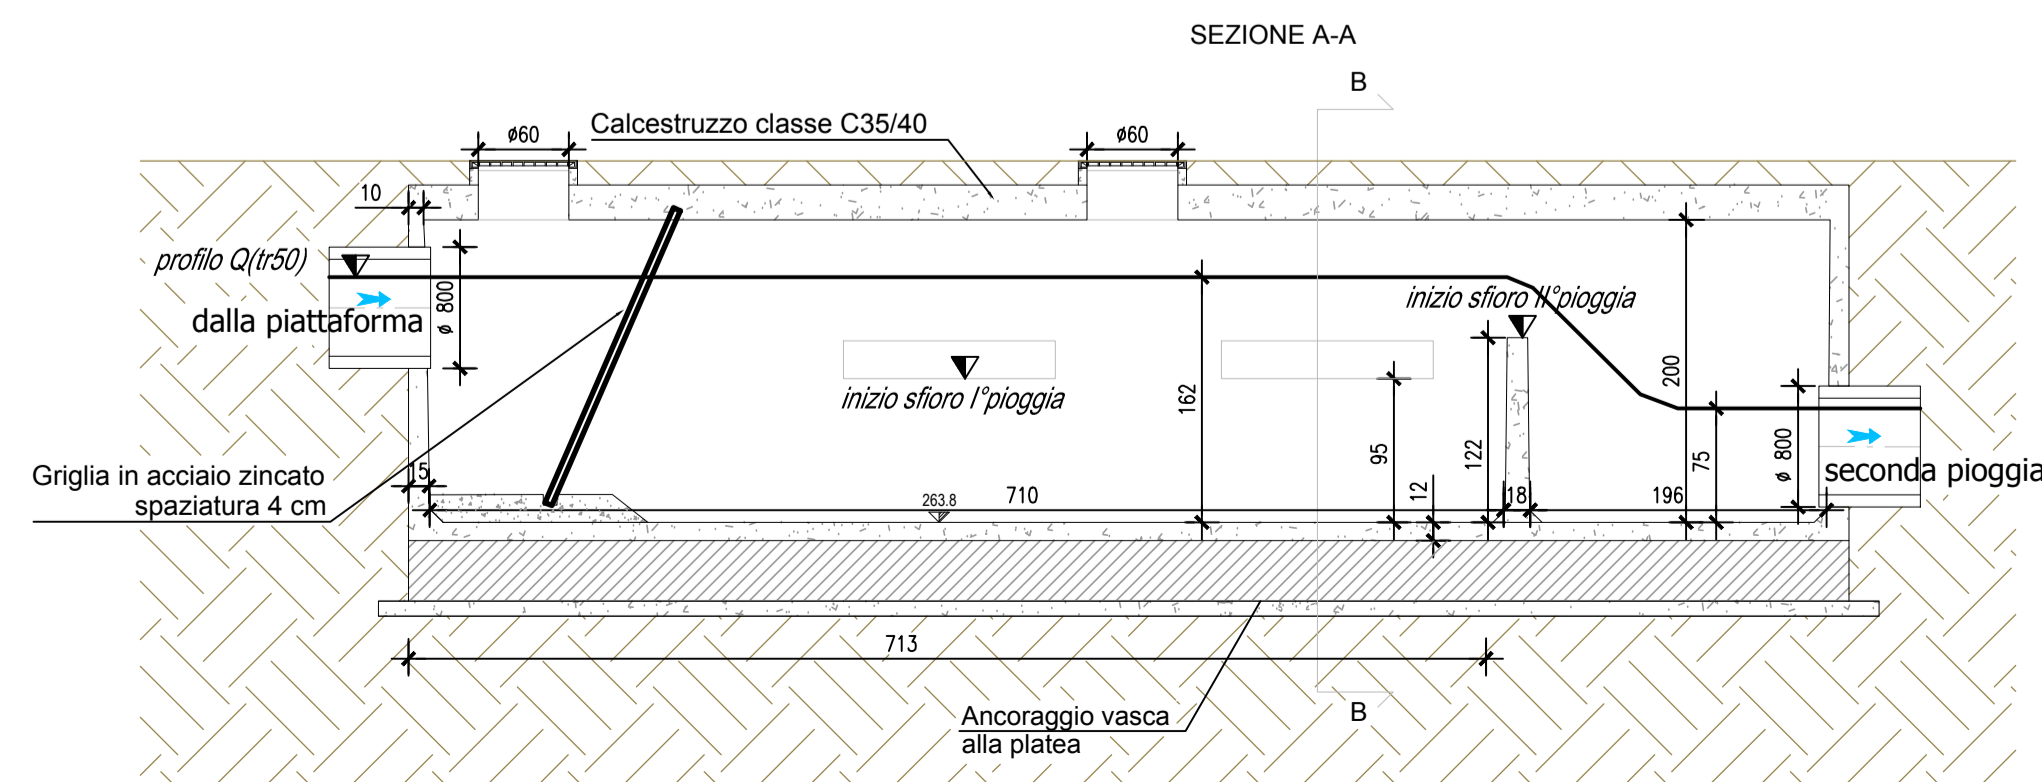 SEZIONE A-A
B
Calcestruzzo classe C35/40
ø60
ø60
10
profilo Q(tr50)
dalla piattaforma
ø 800
inizio sfioro II°pioggia
inizio sfioro I°pioggia
162
95
12
122
200
75
ø 800
seconda pioggia
Griglia in acciaio zincato
spaziatura 4 cm
15
263.8
710
18
196
713
Ancoraggio vasca
alla platea
B